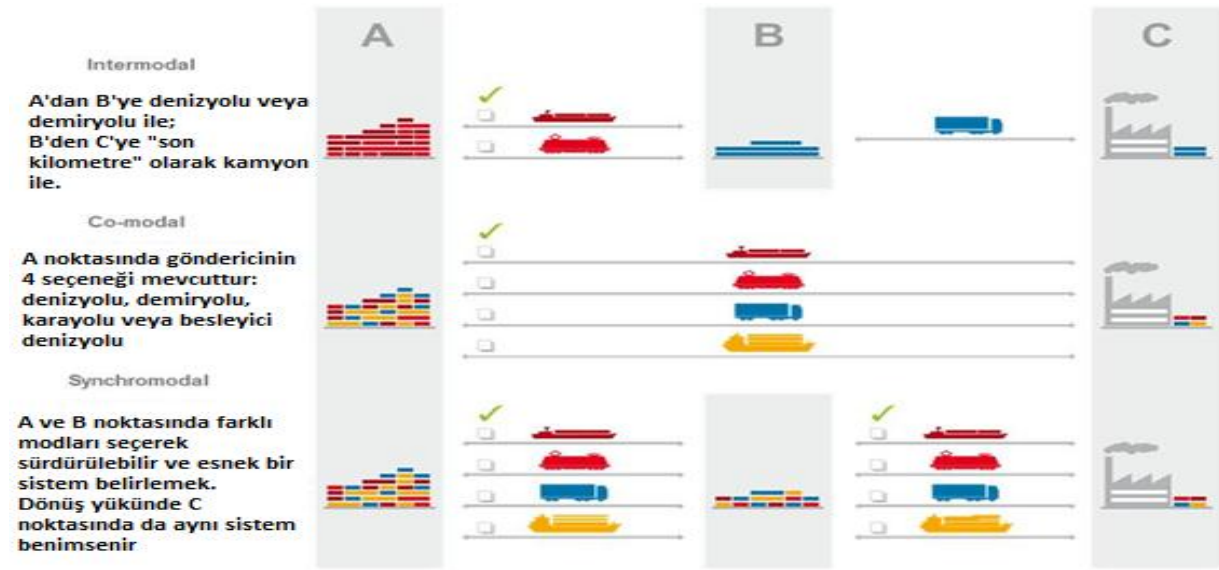 A
B
C
Intermodal
A'dan B'ye denizyolu veya
demiryolu ile;
B'den C'ye "son
kilometre" olarak kamyon
ile.
Co-modal
A noktasında göndericinin
4 seçeneği mevcuttur:
denizyolu, demiryolu,
karayolu veya besleyici
denizyolu
Synchromodal
A ve B noktasında farklı
modları seçerek
sürdürülebilir ve esnek bir
sistem belirlemek.
Dönüş yükünde C
noktasında da aynı sistem
benimsenir